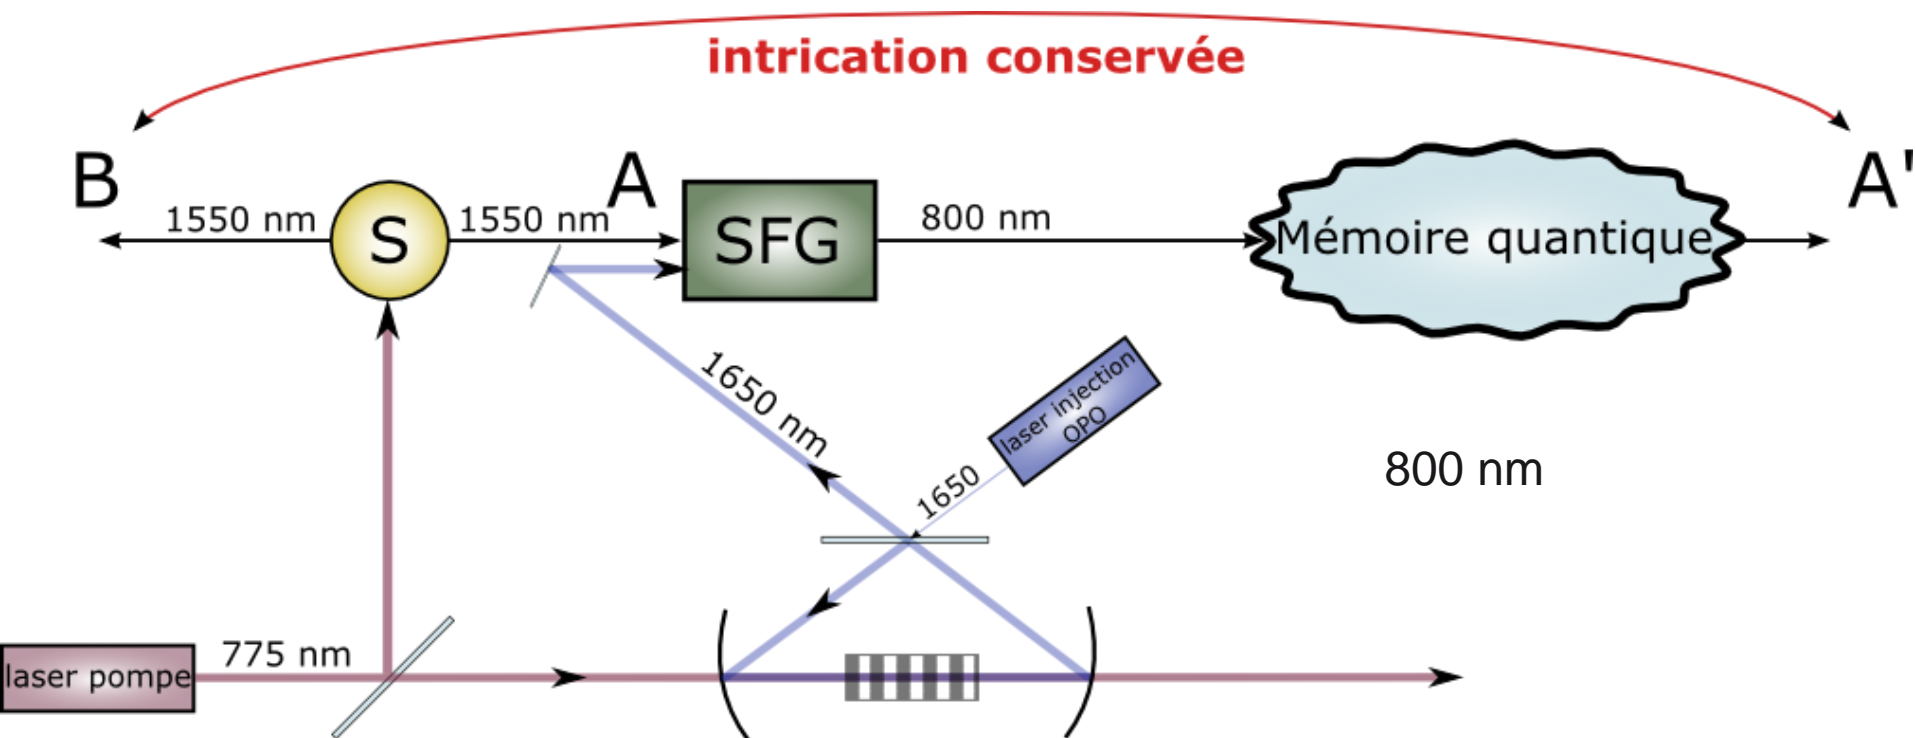 intrication conservée
B
A
A'
1550 nm
S
1550 nm
SFG
800 nm
Mémoire quantique
1650 nm
laser injection
OPO
1650
800 nm
775 nm
laser pompe